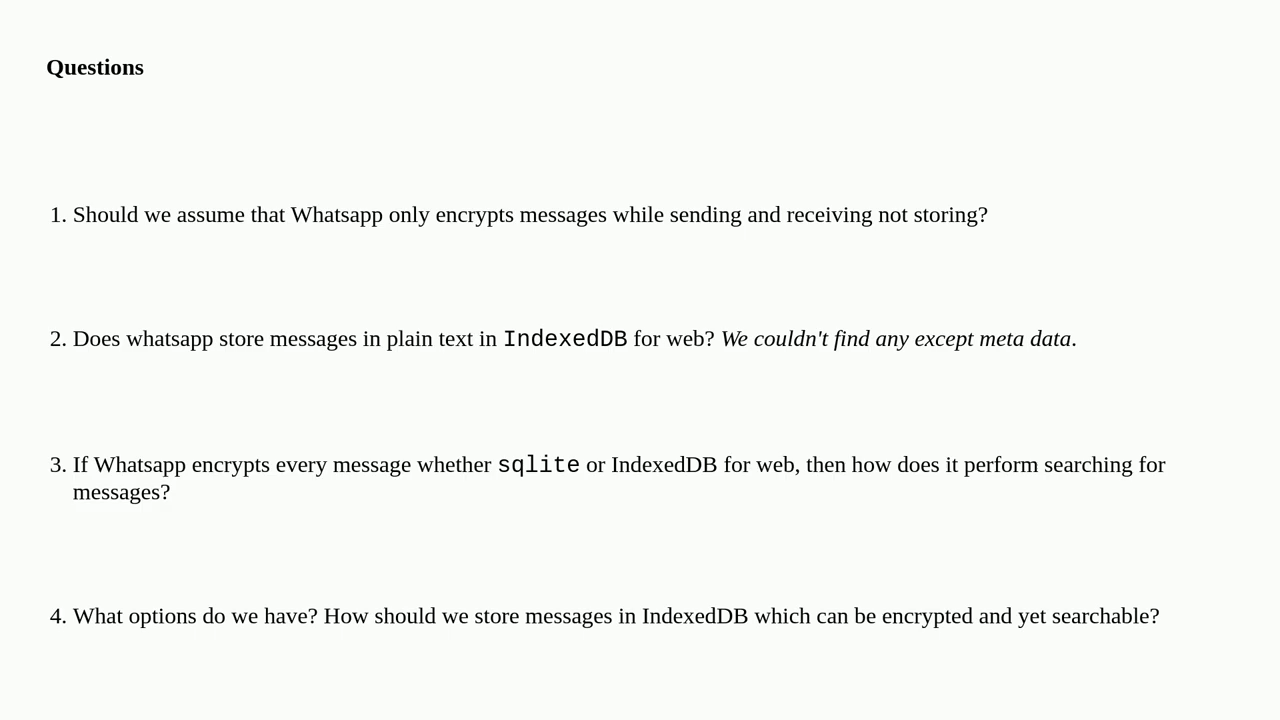 Questions
1. Should we assume that Whatsapp only encrypts messages while sending and receiving not storing?
2. Does whatsapp store messages in plain text in IndexedDB for web? We couldn't find any except meta data.
3. If Whatsapp encrypts every message whether sqlite or IndexedDB for web, then how does it perform searching for
messages?
4. What options do we have? How should we store messages in IndexedDB which can be encrypted and yet searchable?